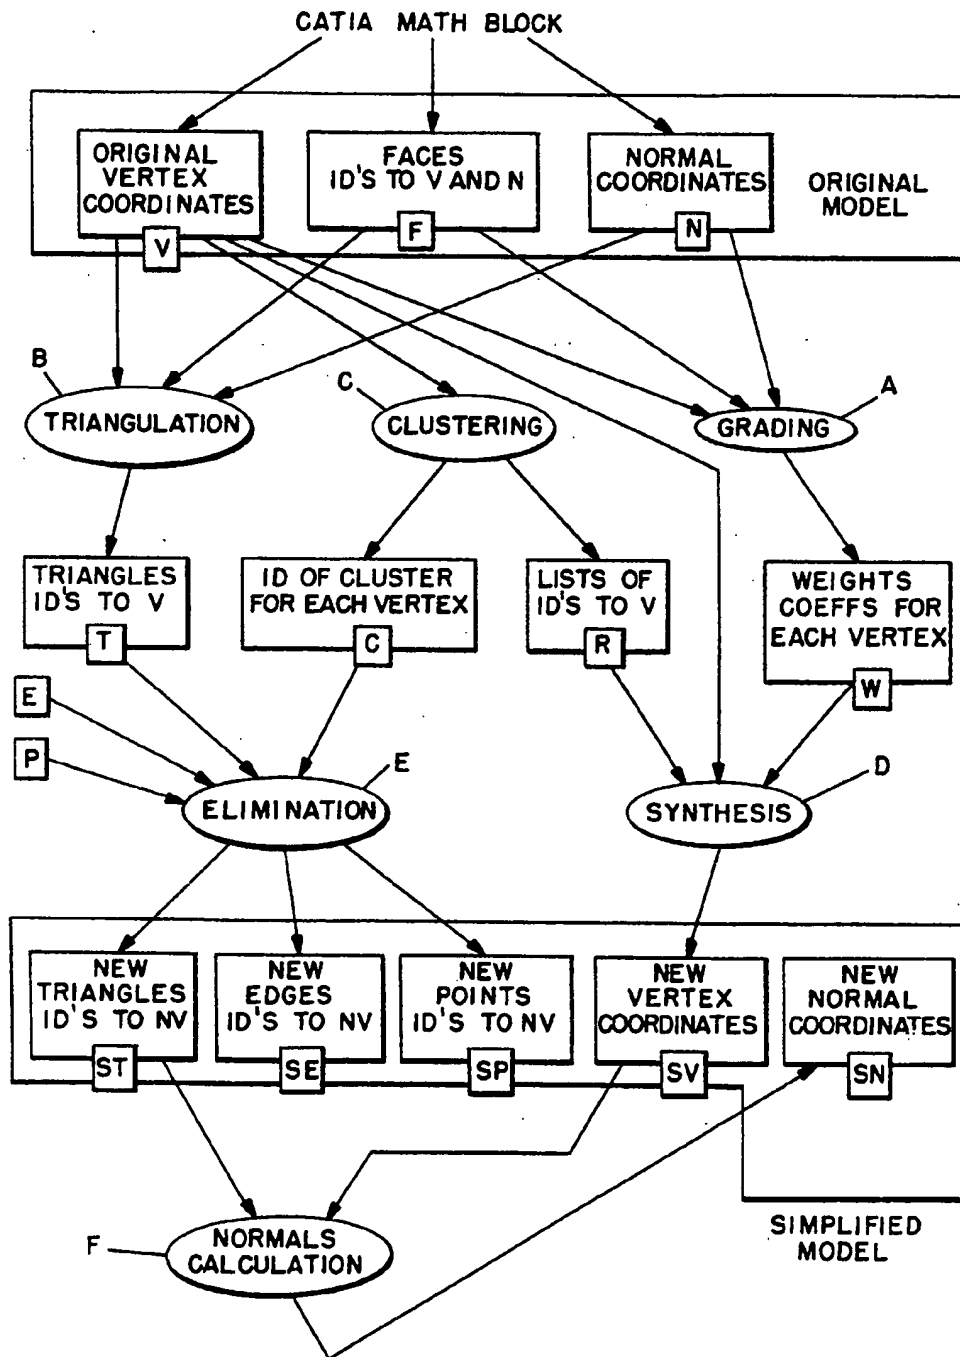 CATIA MATH BLOCK
ORIGINAL
VERTEX
COORDINATES
V
FACES
ID'S TO V AND N
F
NORMAL
COORDINATES
N
ORIGINAL
MODEL
B
TRIANGULATION
C
CLUSTERING
A
GRADING
TRIANGLES
ID'S TO V
T
ID OF CLUSTER
FOR EACH VERTEX
C
LISTS OF
ID'S TO V
R
WEIGHTS
COEFFS FOR
EACH VERTEX
W
E
P
E
ELIMINATION
D
SYNTHESIS
NEW
TRIANGLES
ID'S TO NV
ST
NEW
EDGES
ID'S TO NV
SE
NEW
POINTS
ID'S TO NV
SP
NEW
VERTEX
COORDINATES
SV
NEW
NORMAL
COORDINATES
SN
F
NORMALS
CALCULATION
SIMPLIFIED
MODEL